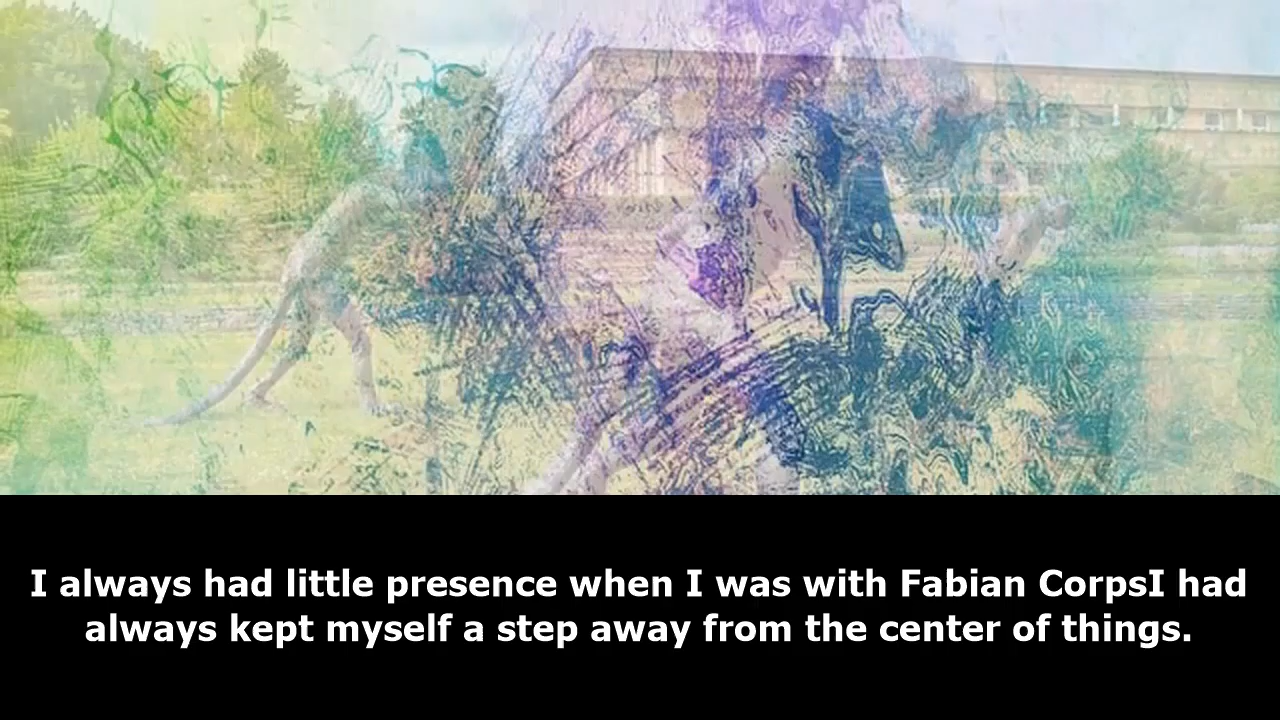 I always had little presence when I was with Fabian CorpsI had
always kept myself a step away from the center of things.